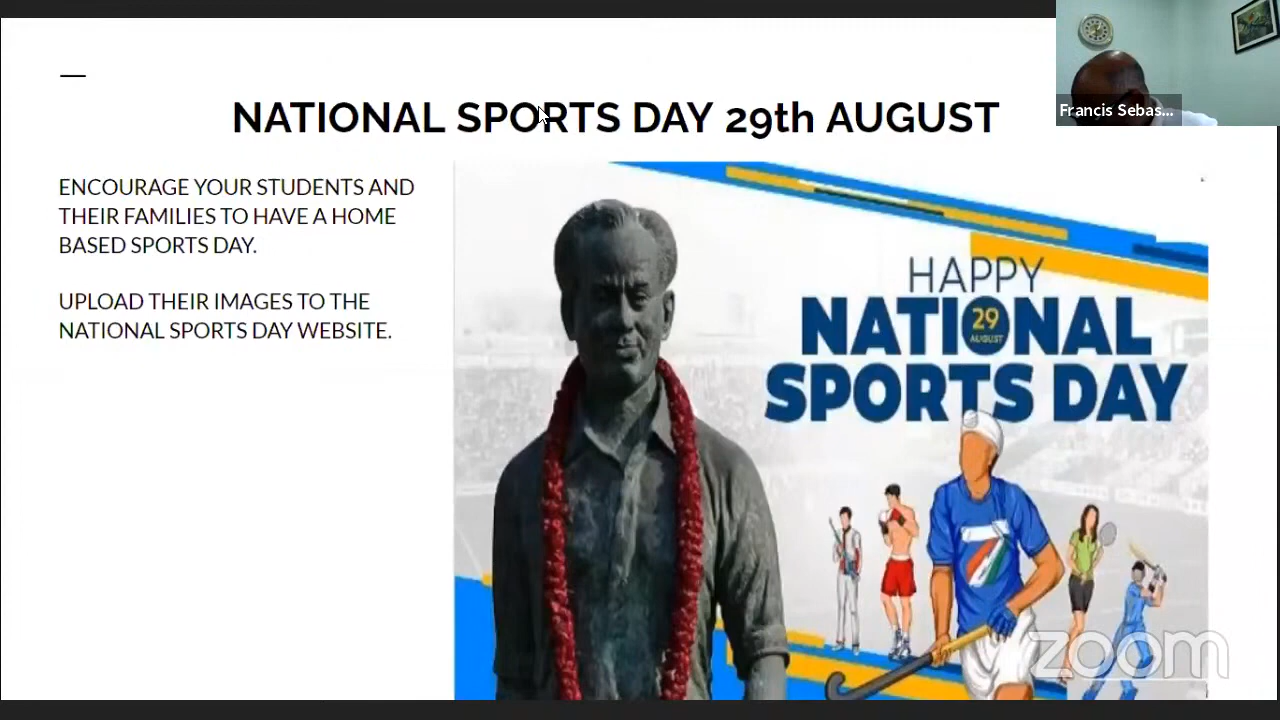 NATIONAL SPORTS DAY 29th AUGUST
Francis Sebas...
ENCOURAGE YOUR STUDENTS AND
THEIR FAMILIES TO HAVE A HOME
BASED SPORTS DAY.
UPLOAD THEIR IMAGES TO THE
NATIONAL SPORTS DAY WEBSITE.
HAPPY
NATIONAL
29
AUGUST
SPORTS DAY
7
zoom